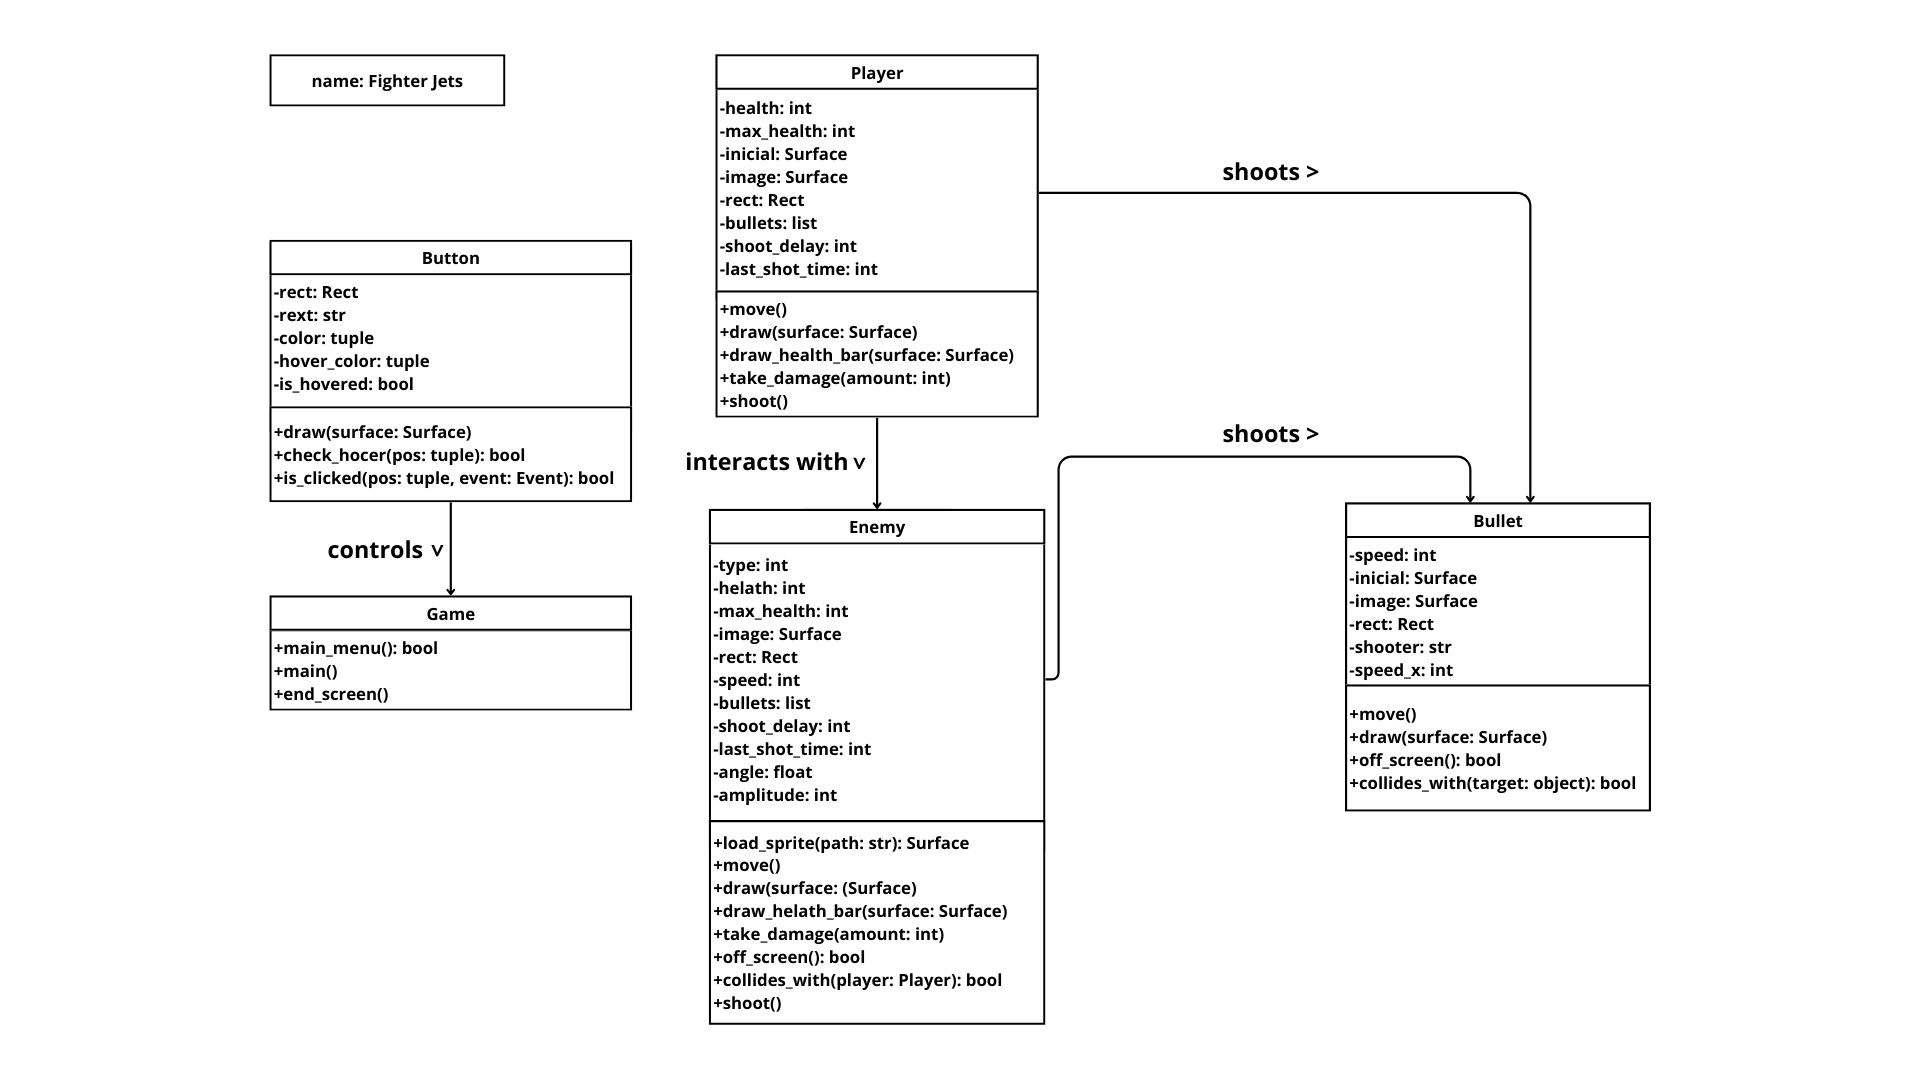 name: Fighter Jets
Player
-health: int
-max_health: int
-inicial: Surface
-image: Surface
-rect: Rect
-bullets: list
-shoot_delay: int
-last_shot_time: int
+move()
+draw(surface: Surface)
+draw_health_bar(surface: Surface)
+take_damage(amount: int)
+shoot()
shoots >
Button
-rect: Rect
-rext: str
-color: tuple
-hover_color: tuple
-is_hovered: bool
+draw(surface: Surface)
+check_hocer(pos: tuple): bool
+is_clicked(pos: tuple, event: Event): bool
controls >
Game
+main_menu(): bool
+main()
+end_screen()
interacts with >
shoots >
Enemy
-type: int
-helath: int
-max_health: int
-image: Surface
-rect: Rect
-speed: int
-bullets: list
-shoot_delay: int
-last_shot_time: int
-angle: float
-amplitude: int
+load_sprite(path: str): Surface
+move()
+draw(surface: (Surface)
+draw_helath_bar(surface: Surface)
+take_damage(amount: int)
+off_screen(): bool
+collides_with(player: Player): bool
+shoot()
Bullet
-speed: int
-inicial: Surface
-image: Surface
-rect: Rect
-shooter: str
-speed_x: int
+move()
+draw(surface: Surface)
+off_screen(): bool
+collides_with(target: object): bool